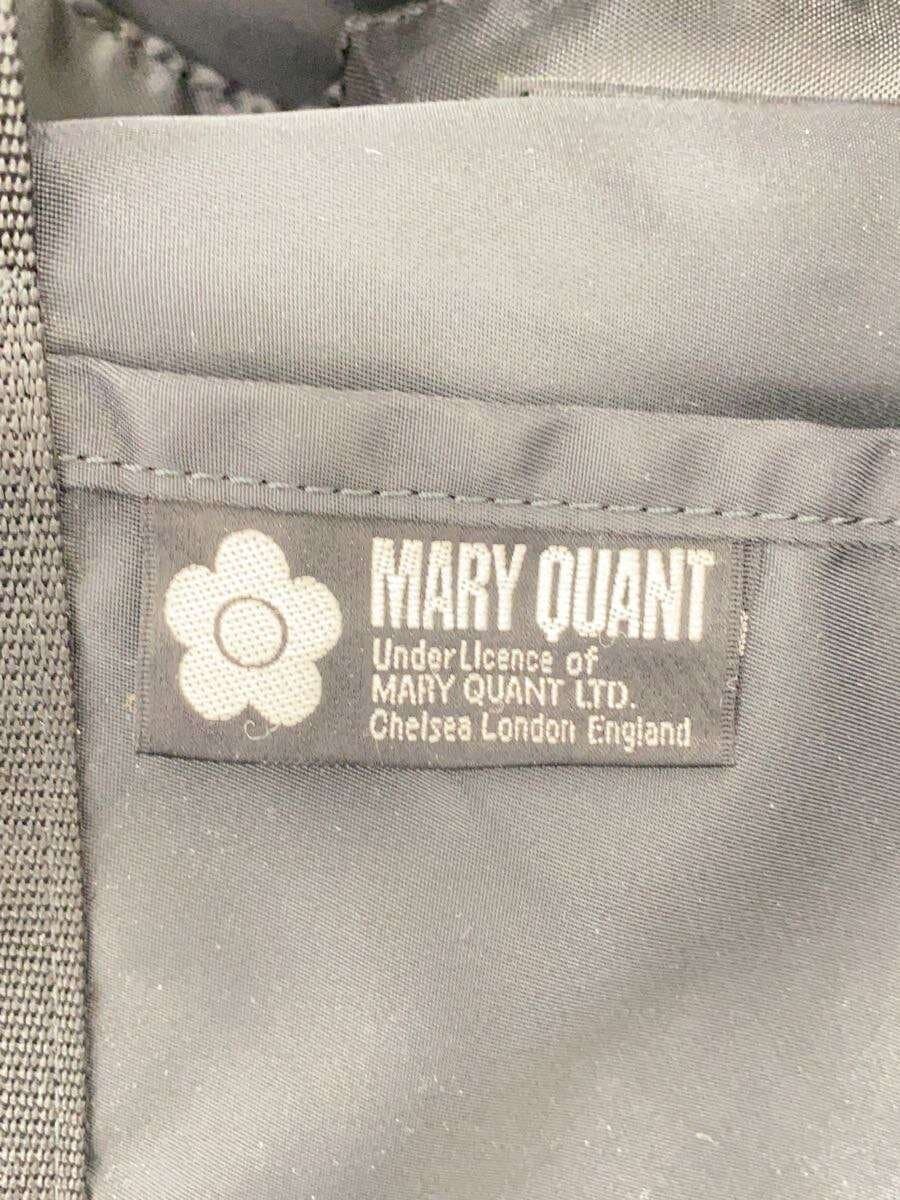 MARY QUANT
Under Licence of
MARY QUANT LTD.
Chelsea London England